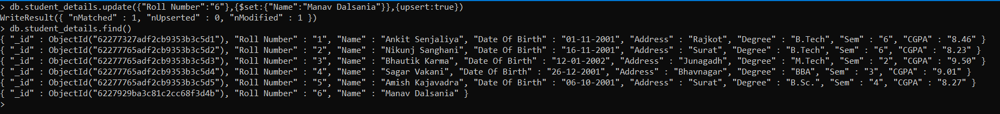 > db.student_details.update({"Roll Number":"6"},{$set:{"Name":"Manav Dalsania"}},{upsert:true})
WriteResult({ "nMatched" : 1, "nUpserted" : 0, "nModified" : 1 })
> db.student_details.find()
{ "_id" : ObjectId("62277327adf2cb9353b3c5d1"), "Roll Number" : "1", "Name" : "Ankit Senjaliya", "Date Of Birth" : "01-11-2001", "Address" : "Rajkot", "Degree" : "B.Tech", "Sem" : "6", "CGPA" : "8.46" }
{ "_id" : ObjectId("62277765adf2cb9353b3c5d2"), "Roll Number" : "2", "Name" : "Nikunj Sanghani", "Date Of Birth" : "16-11-2001", "Address" : "Surat", "Degree" : "B.Tech", "Sem" : "6", "CGPA" : "8.23" }
{ "_id" : ObjectId("62277765adf2cb9353b3c5d3"), "Roll Number" : "3", "Name" : "Bhautik Karma", "Date Of Birth" : "12-01-2002", "Address" : "Junagadh", "Degree" : "M.Tech", "Sem" : "2", "CGPA" : "9.50" }
{ "_id" : ObjectId("62277765adf2cb9353b3c5d4"), "Roll Number" : "4", "Name" : "Sagar Vakani", "Date Of Birth" : "26-12-2001", "Address" : "Bhavnagar", "Degree" : "BBA", "Sem" : "3", "CGPA" : "9.01" }
{ "_id" : ObjectId("62277765adf2cb9353b3c5d5"), "Roll Number" : "5", "Name" : "Amish Kajavadra", "Date Of Birth" : "06-10-2001", "Address" : "Surat", "Degree" : "B.Sc.", "Sem" : "4", "CGPA" : "8.27" }
{ "_id" : ObjectId("6227929ba3c81c2cc68f3d4b"), "Roll Number" : "6", "Name" : "Manav Dalsania" }
>